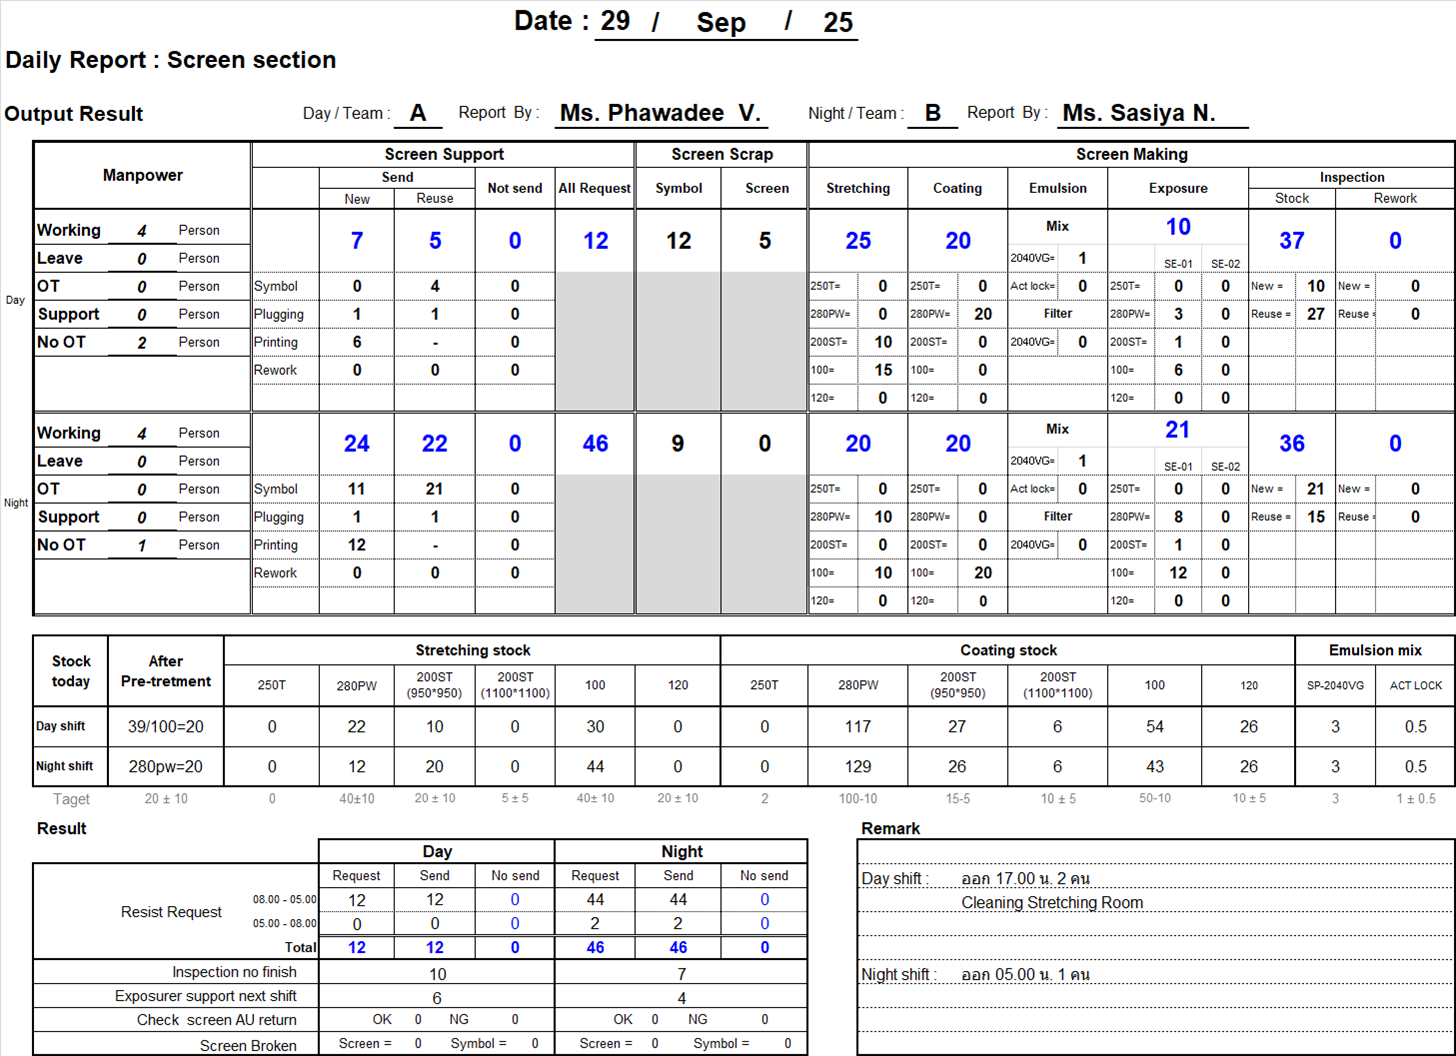 Date : 29 / Sep / 25
Daily Report : Screen section
Output Result Day / Team : A Report By : Ms. Phawadee V. Night / Team : B Report By : Ms. Sasiya N.
Manpower Screen Support Screen Scrap Screen Making
Send Not send All Request Symbol Screen Stretching Coating Emulsion Exposure Inspection
New Reuse Stock Rework
Day
Working 4 Person 7 5 0 12 12 5 25 20 Mix 10 37 0
Leave 0 Person 2040VG= 1 SE-01 SE-02
OT 0 Person Symbol 0 4 0 250T= 0 250T= 0 Act lock= 0 250T= 0 0 New = 10 New = 0
Support 0 Person Plugging 1 1 0 280PW= 0 280PW= 20 Filter 280PW= 3 0 Reuse = 27 Reuse 0
No OT 2 Person Printing 6 - 0 200ST= 10 200ST= 0 2040VG= 0 200ST= 1 0
Rework 0 0 0 100= 15 100= 0 100= 6 0
120= 0 120= 0 120= 0 0
Night
Working 4 Person 24 22 0 46 9 0 20 20 Mix 21 36 0
Leave 0 Person 2040VG= 1 SE-01 SE-02
OT 0 Person Symbol 11 21 0 250T= 0 250T= 0 Act lock= 0 250T= 0 0 New = 21 New = 0
Support 0 Person Plugging 1 1 0 280PW= 10 280PW= 0 Filter 280PW= 8 0 Reuse = 15 Reuse 0
No OT 1 Person Printing 12 - 0 200ST= 0 200ST= 0 2040VG= 0 200ST= 1 0
Rework 0 0 0 100= 10 100= 20 100= 12 0
120= 0 120= 0 120= 0 0
Stock today After Pre-tretment Stretching stock Coating stock Emulsion mix
250T 280PW 200ST (950*950) 200ST (1100*1100) 100 120 250T 280PW 200ST (950*950) 200ST (1100*1100) 100 120 SP-2040VG ACT LOCK
Day shift 39/100=20 0 22 10 0 30 0 0 117 27 6 54 26 3 0.5
Night shift 280pw=20 0 12 20 0 44 0 0 129 26 6 43 26 3 0.5
Taget 20 ± 10 0 40±10 20 ± 10 5 ± 5 40± 10 20 ± 10 2 100-10 15-5 10 ± 5 50-10 10 ± 5 3 1 ± 0.5
Result
Day Night
Request Send No send Request Send No send
Resist Request
08.00 - 05.00 12 12 0 44 44 0
05.00 - 08.00 0 0 0 2 2 0
Total 12 12 0 46 46 0
Inspection no finish 10 7
Exposurer support next shift 6 4
Check screen AU return OK 0 NG 0 OK 0 NG 0
Screen Broken Screen = 0 Symbol = 0 Screen = 0 Symbol = 0
Remark
Day shift : ออก 17.00 น. 2 คน
Cleaning Stretching Room
Night shift : ออก 05.00 น. 1 คน